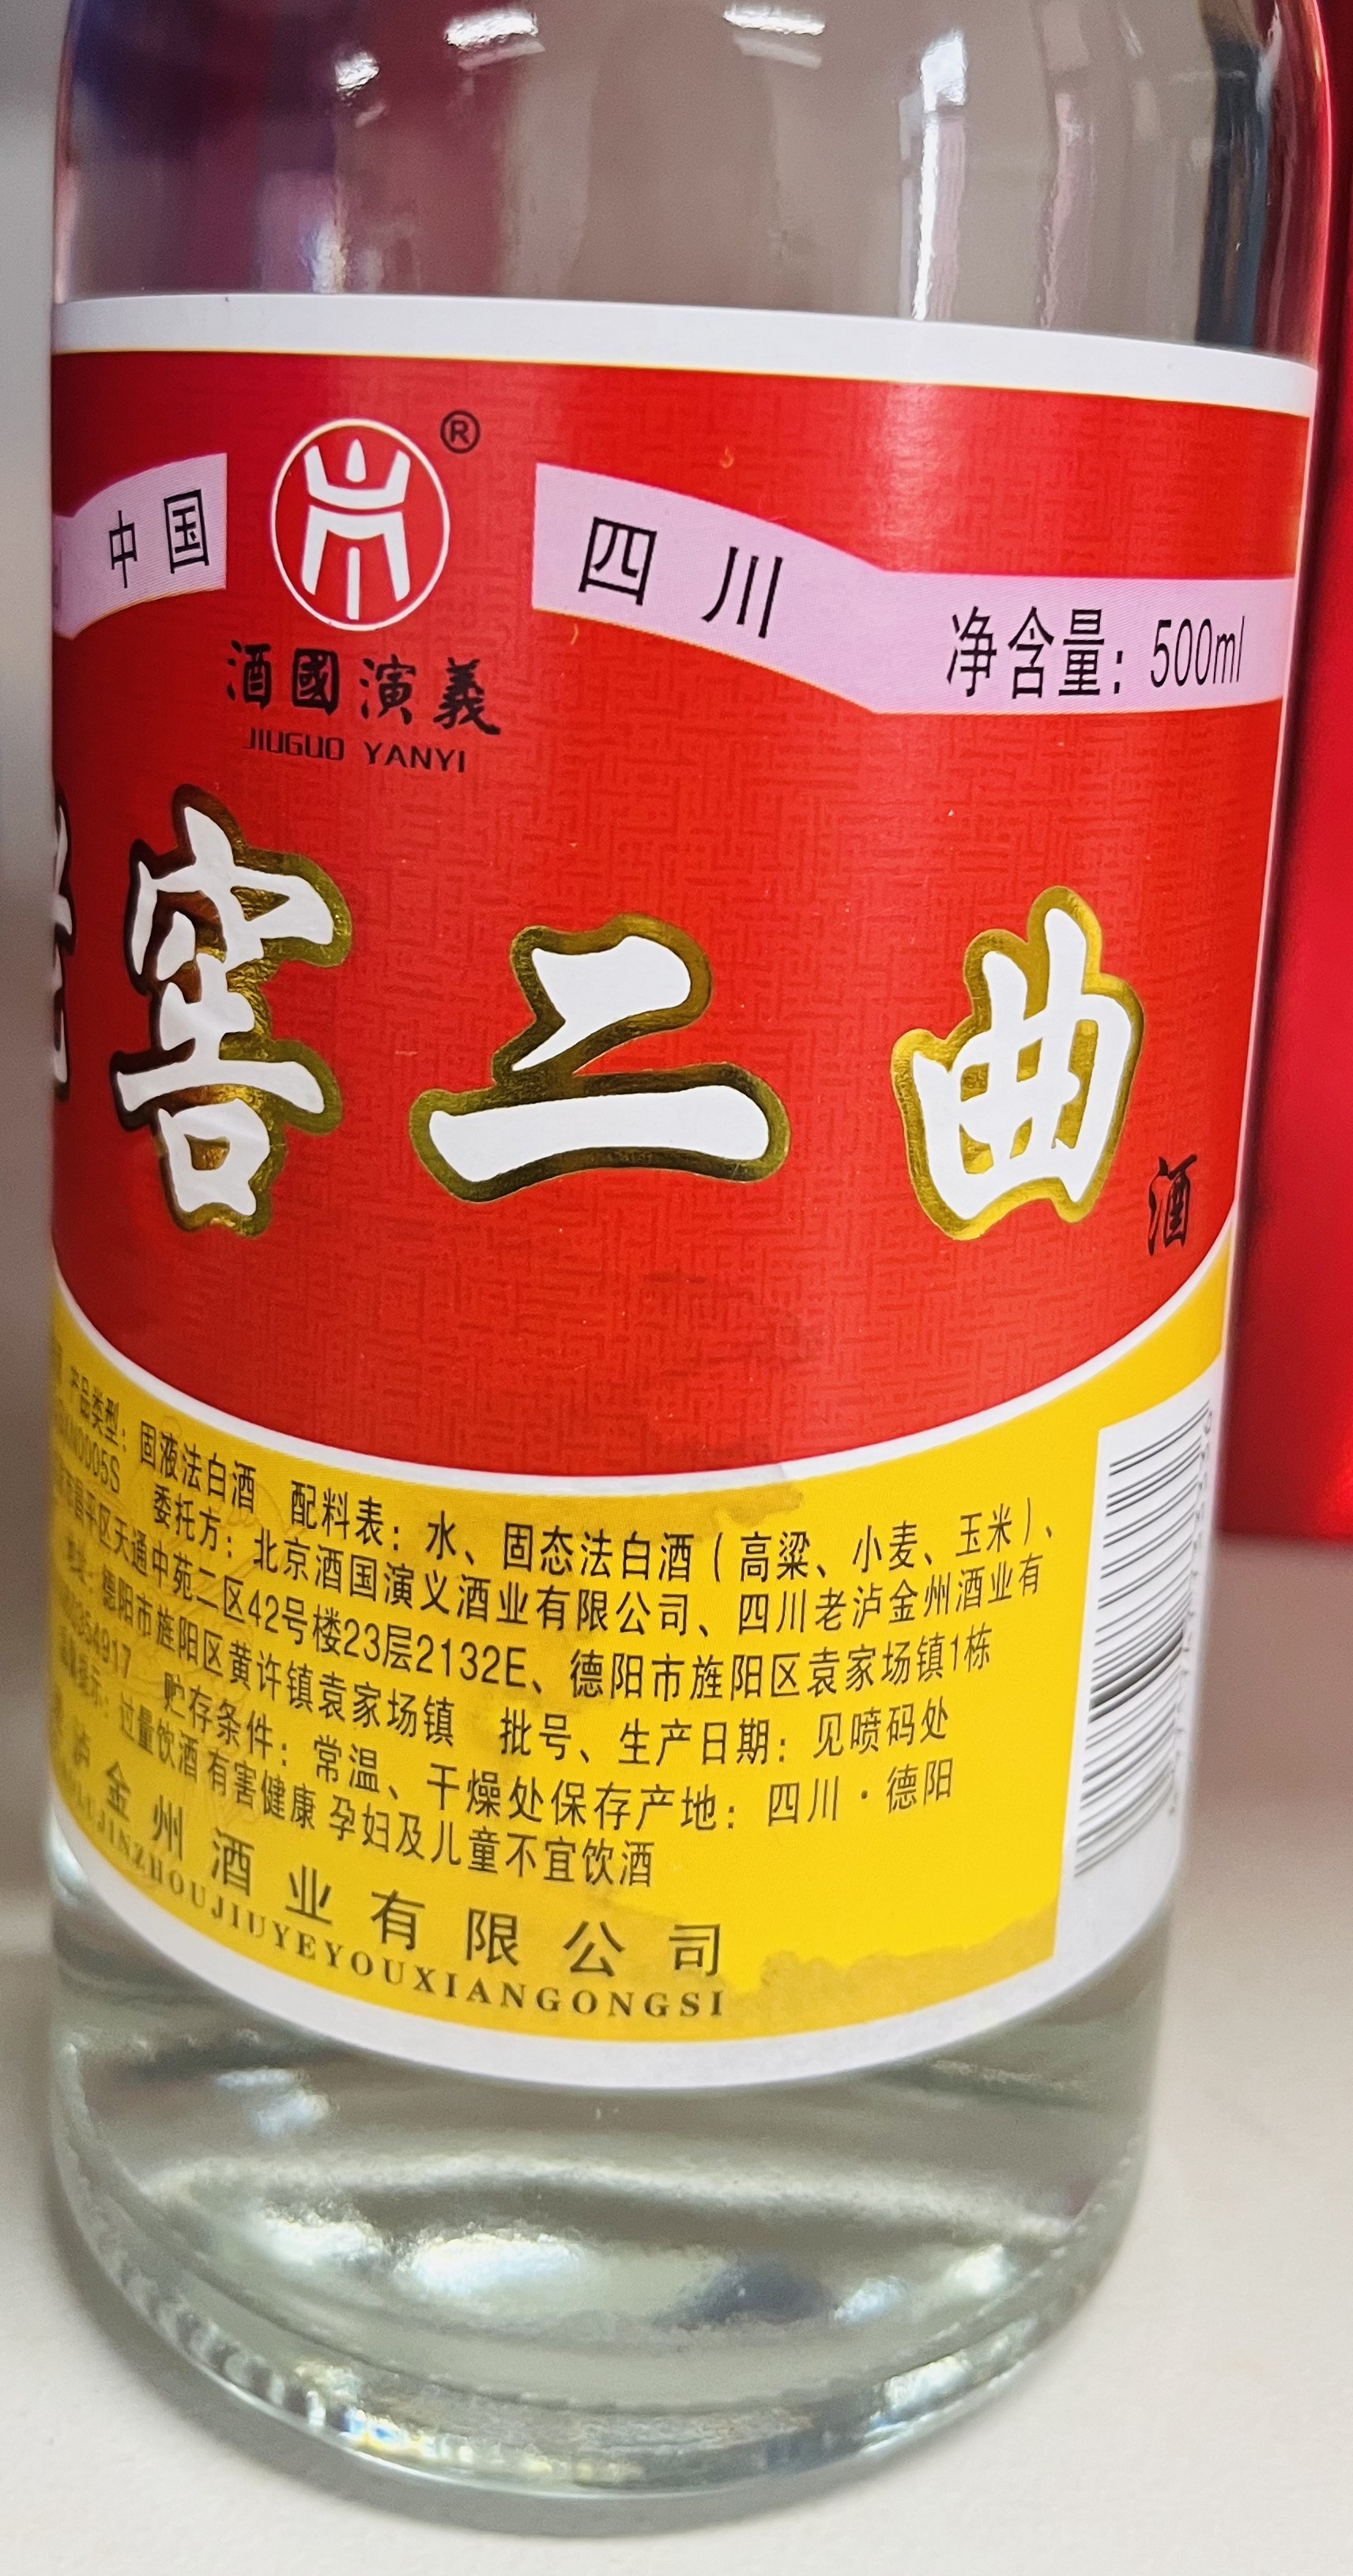 中国
®
四川
净含量：500ml
酒國演義
JIUGUO YANYI
老窖二曲
酒
产品类型：固液法白酒 配料表：水、固态法白酒（高粱、小麦、玉米）、
0005S 委托方：北京酒国演义酒业有限公司、四川老泸金州酒业有
昌平区天通中苑二区42号楼23层2132E、德阳市旌阳区袁家场镇1栋
德阳市旌阳区黄许镇袁家场镇 批号、生产日期：见喷码处
354917 贮存条件：常温、干燥处保存产地：四川·德阳
示：过量饮酒有害健康 孕妇及儿童不宜饮酒
泸金州酒业有限公司
JINZHOUJIUYEYOUXIANGONGSI